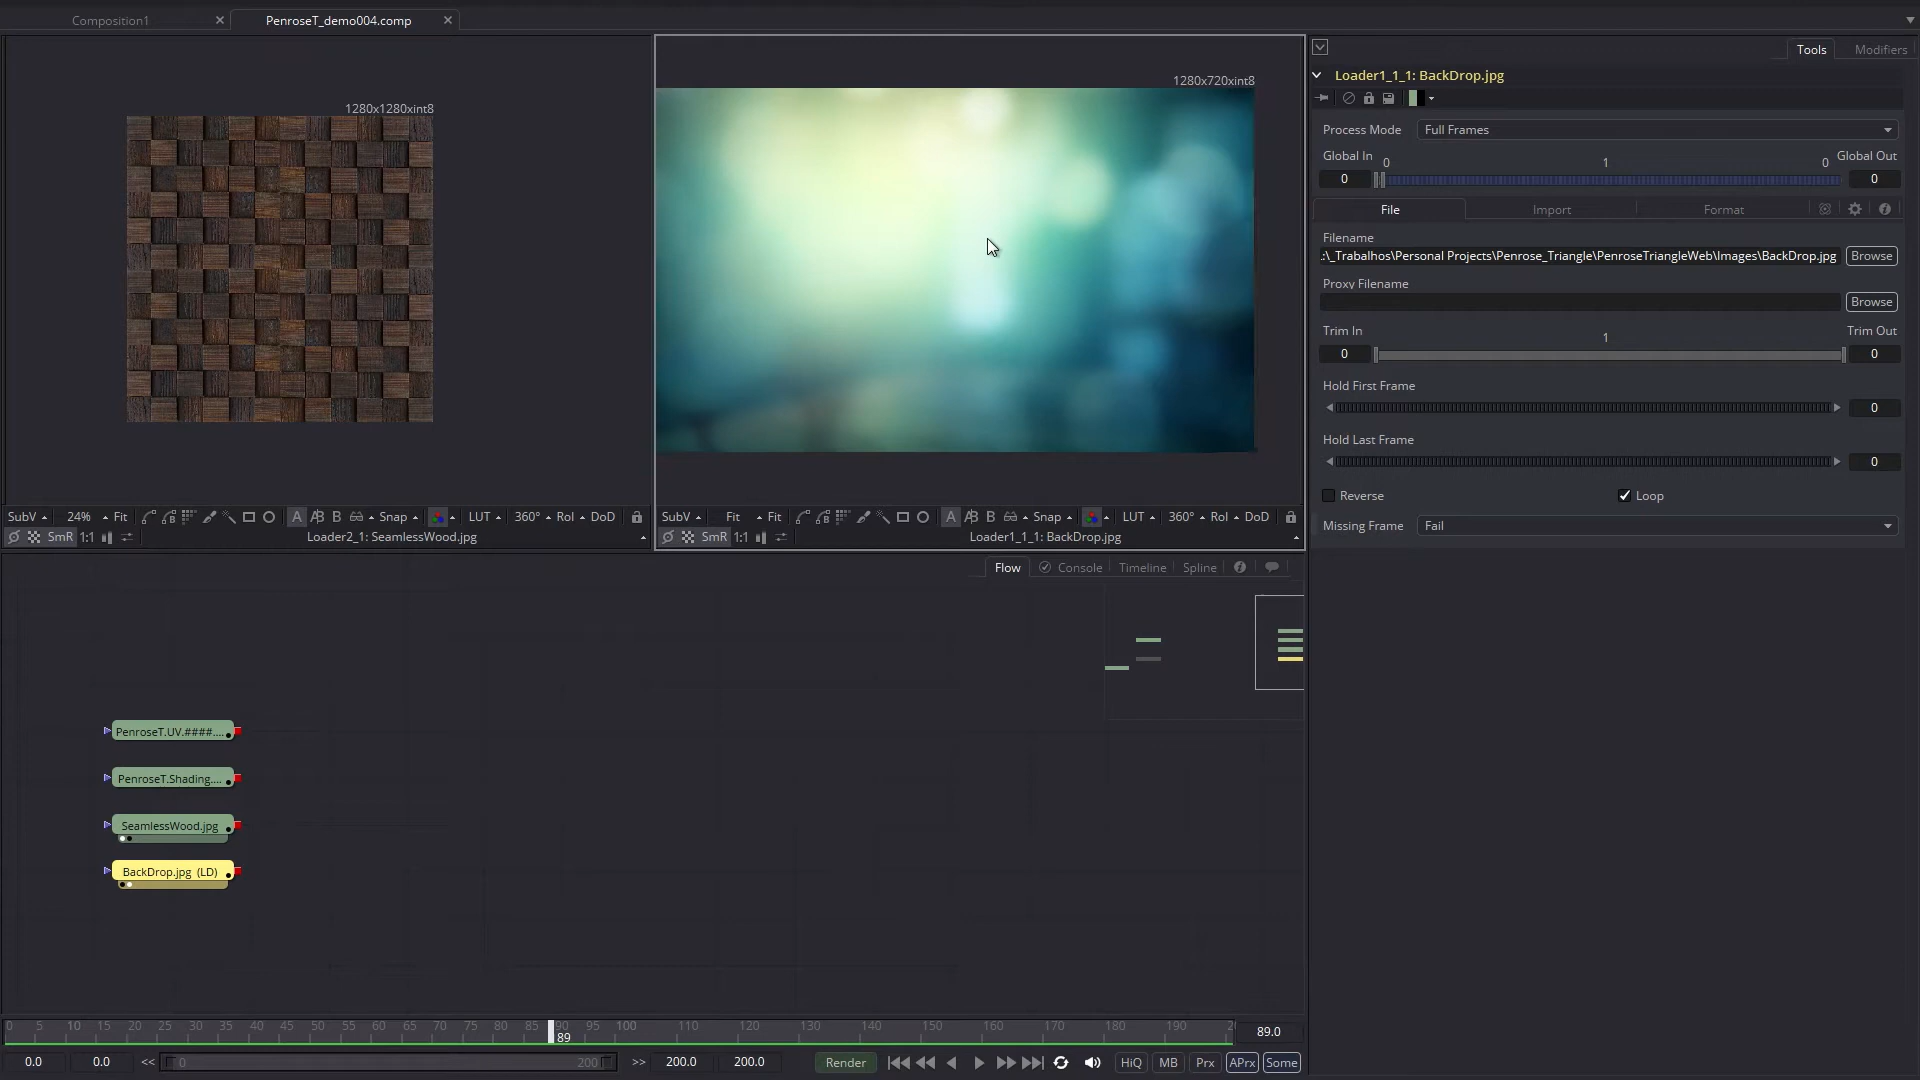 Composition1
PenroseT_demo004.comp
1280x1280xint8
1280x720xint8
SubV 24% Fit A B Snap LUT 360° Rol DoD
SmR 1:1 Loader2_1: SeamlessWood.jpg
SubV Fit Fit A B Snap LUT 360° Rol DoD
SmR 1:1 Loader1_1_1: BackDrop.jpg
Tools Modifiers
Loader1_1_1: BackDrop.jpg
Process Mode Full Frames
Global In 0 1 0 Global Out
0 0
File Import Format
Filename
:\_Trabalhos\Personal Projects\Penrose_Triangle\PenroseTriangleWeb\Images\BackDrop.jpg Browse
Proxy Filename
Browse
Trim In 1 Trim Out
0 0
Hold First Frame
0
Hold Last Frame
0
Reverse Loop
Missing Frame Fail
Flow Console Timeline Spline
PenroseT.UV.####....
PenroseT.Shading....
SeamlessWood.jpg
BackDrop.jpg (LD)
0 5 10 15 20 25 30 35 40 45 50 55 60 65 70 75 80 85 90 95 100 110 120 130 140 150 160 170 180 190
89 89.0
0.0 0.0 << 0 200 >> 200.0 200.0 Render HiQ MB Prx APrx Some